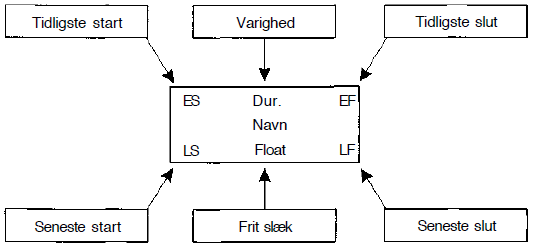 Tidligste start Varighed Tidligste slut
ES Dur. EF
Navn
LS Float LF
Seneste start Frit slæk Seneste slut